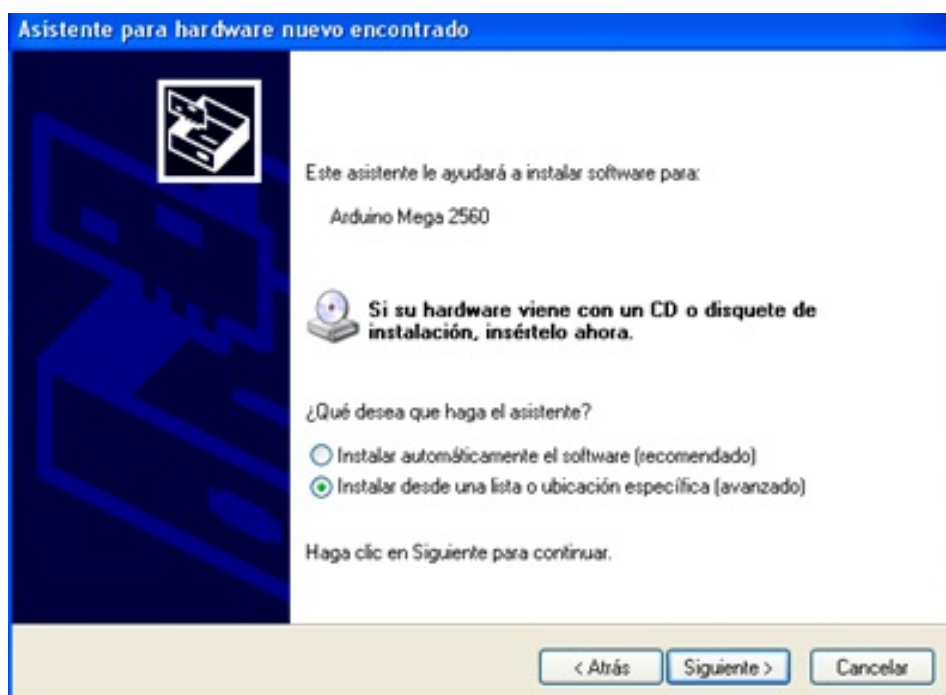 Asistente para hardware nuevo encontrado
Este asistente le ayudará a instalar software para:
Arduino Mega 2560
Si su hardware viene con un CD o disquete de
instalación, insértelo ahora.
¿Qué desea que haga el asistente?
Instalar automáticamente el software (recomendado)
Instalar desde una lista o ubicación específica (avanzado)
Haga clic en Siguiente para continuar.
< Atrás Siguiente > Cancelar